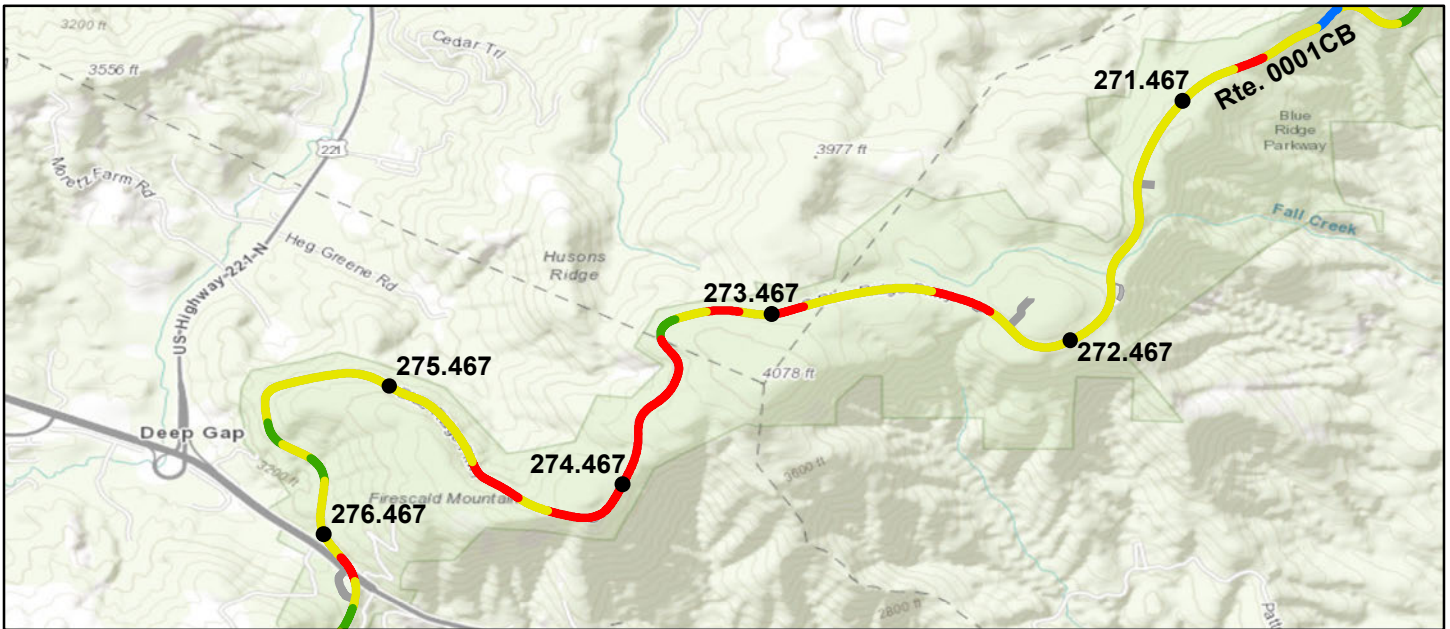 3200 ft
Cedar Trl
3556 ft
271.467
Rte. 0001CB
Blue
Ridge
Parkway
221
3977 ft
Moretz Farm Rd
Fall Creek
Heg Greene Rd
Husons
Ridge
US Highway 221 N
273.467
272.467
275.467
4078 ft
Deep Gap
274.467
3600 ft
3290 ft
Firescald Mountain
276.467
2800 ft
Patt